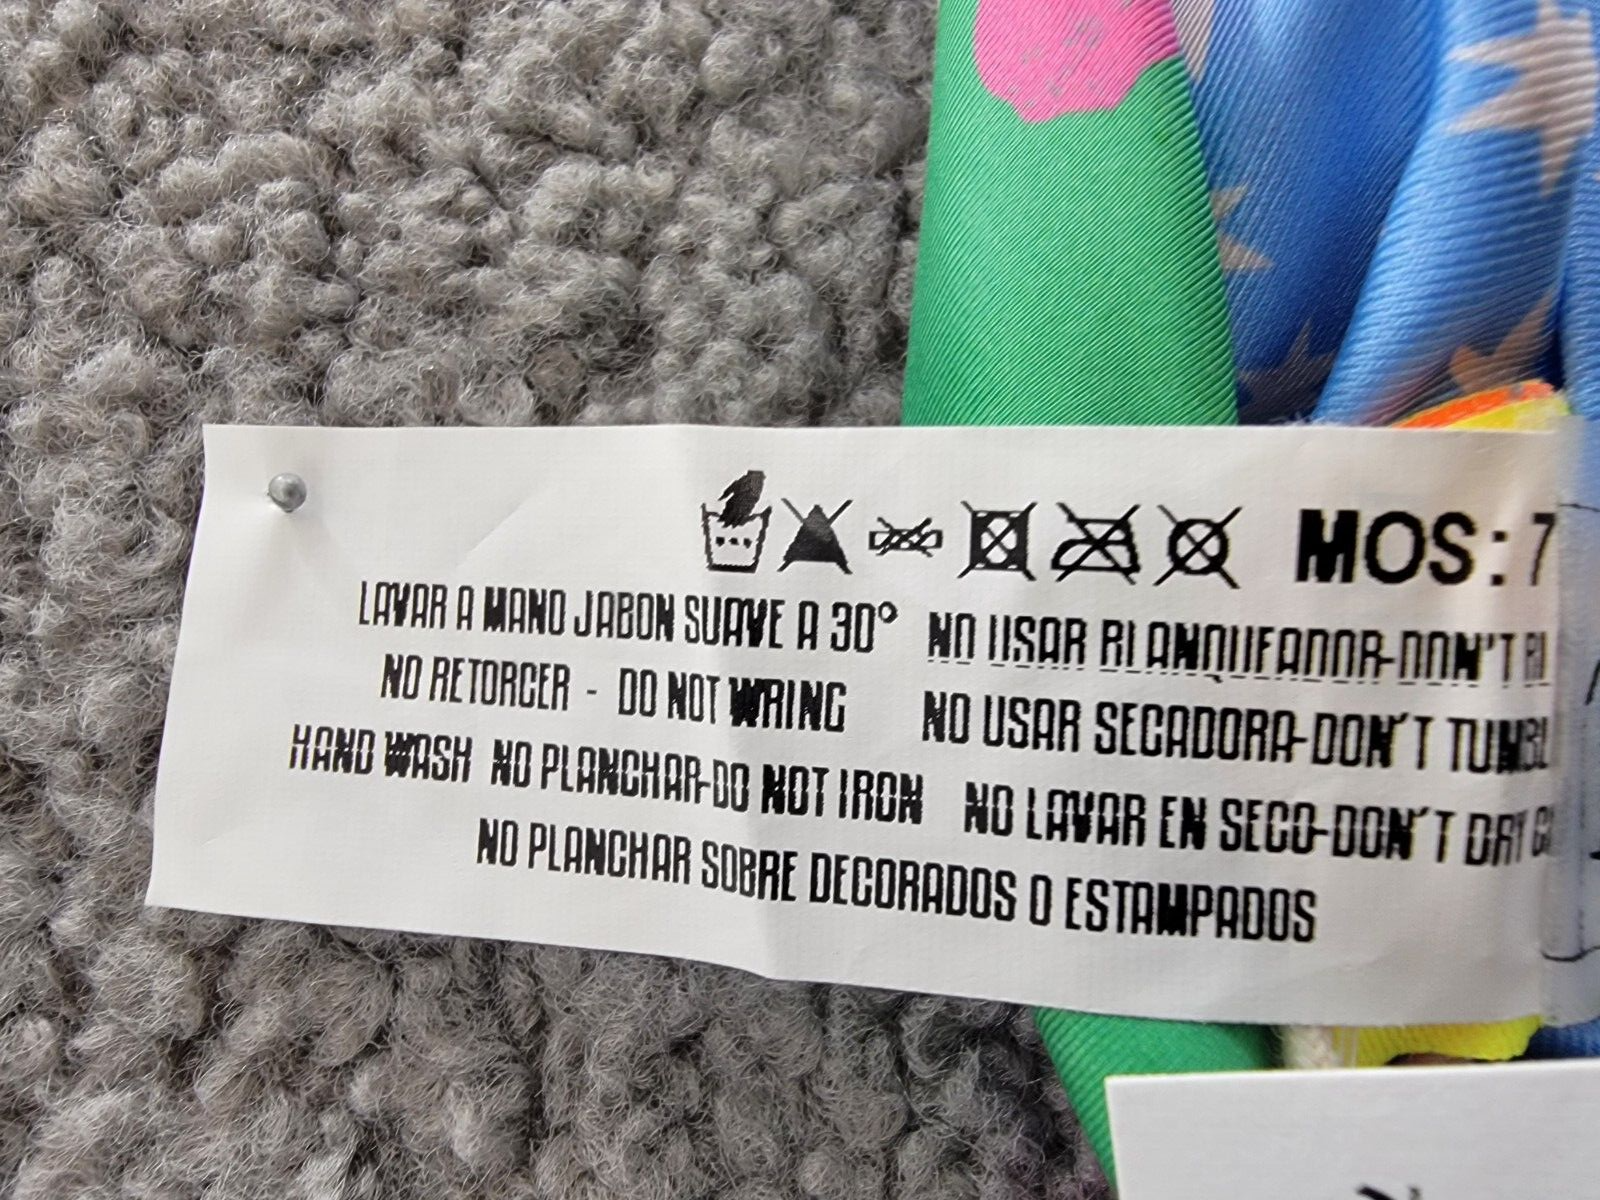 MOS: 7
LAVAR A MANO JABON SUAVE A 30° NO USAR BLANQUEADOR-DON'T
NO RETORCER - DO NOT WRING NO USAR SECADORA-DON'T
HAND WASH NO PLANCHAR-DO NOT IRON NO LAVAR EN SECO-DON'T DRY
NO PLANCHAR SOBRE DECORADOS O ESTAMPADOS